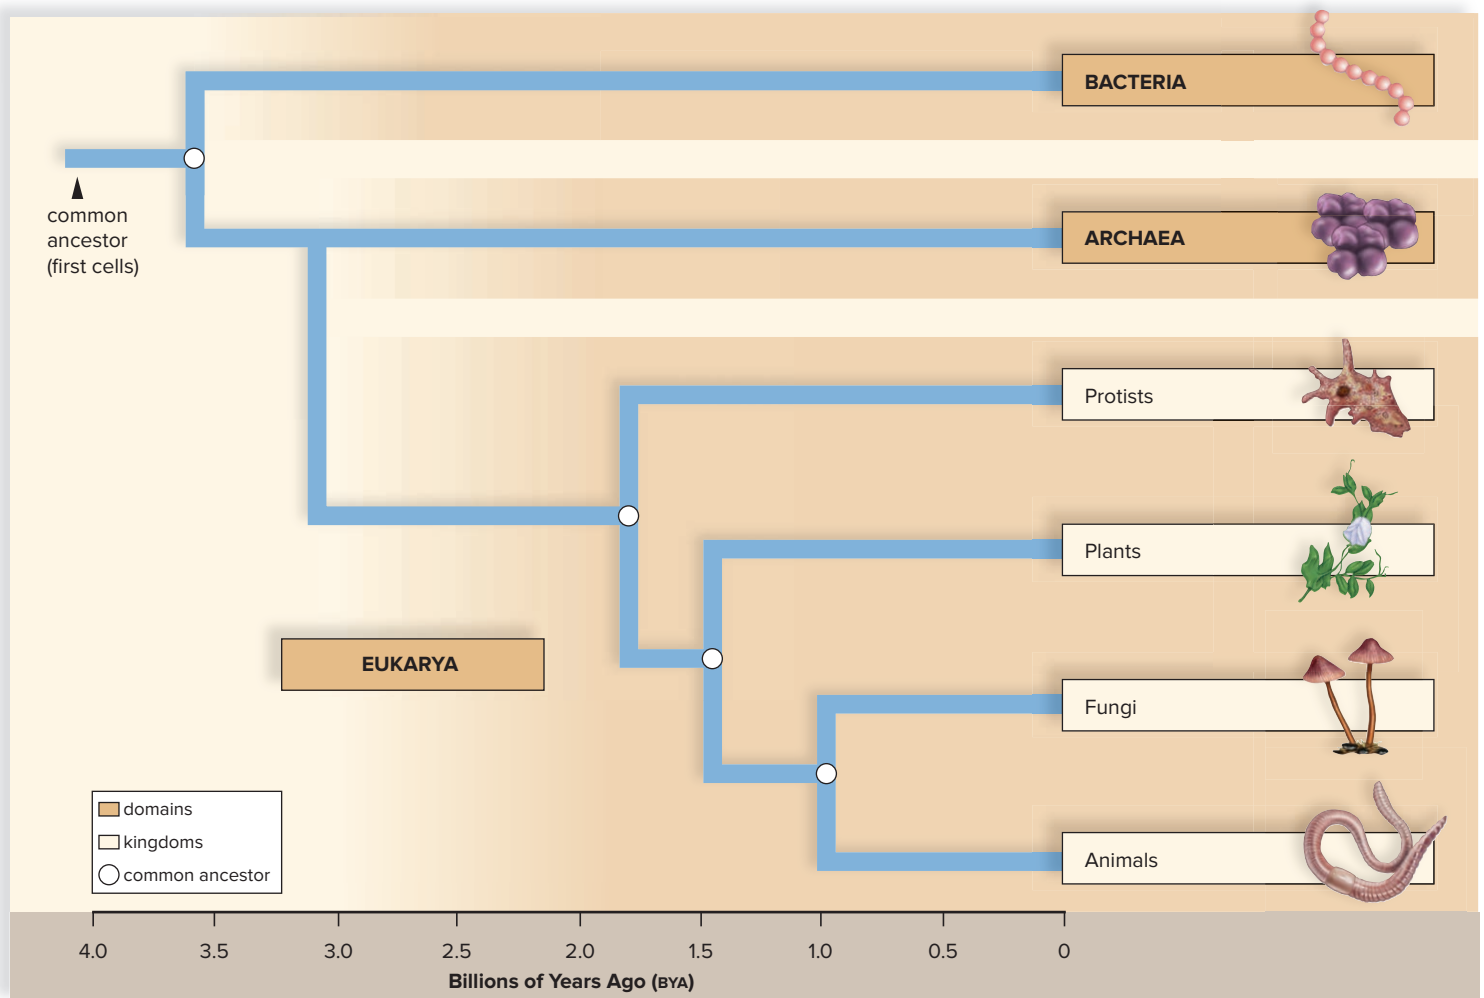 BACTERIA
common
ancestor
(first cells)
ARCHAEA
Protists
Plants
EUKARYA
Fungi
domains
kingdoms
common ancestor
Animals
4.0 3.5 3.0 2.5 2.0 1.5 1.0 0.5 0
Billions of Years Ago (BYA)